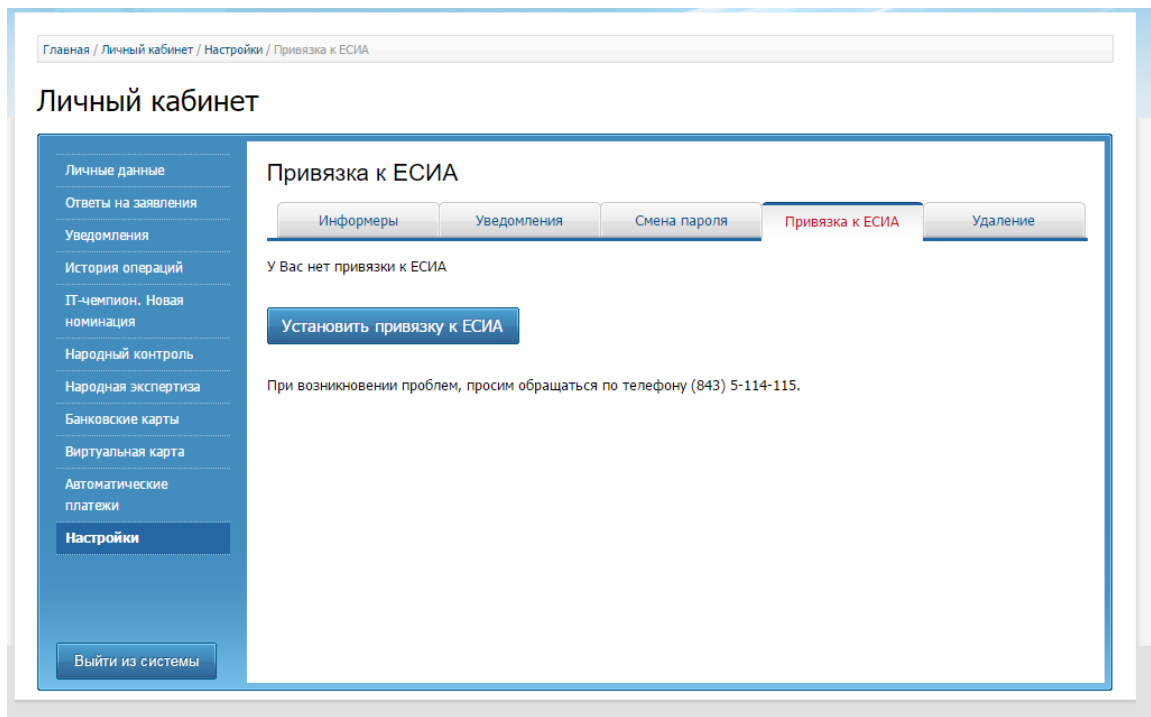 Главная / Личный кабинет / Настройки / Привязка к ЕСИА
Личный кабинет
Личные данные
Ответы на заявления
Уведомления
История операций
IT-чемпион. Новая
номинация
Народный контроль
Народная экспертиза
Банковские карты
Виртуальная карта
Автоматические
платежи
Настройки
Выйти из системы
Привязка к ЕСИА
Информеры Уведомления Смена пароля Привязка к ЕСИА Удаление
У Вас нет привязки к ЕСИА
Установить привязку к ЕСИА
При возникновении проблем, просим обращаться по телефону (843) 5-114-115.